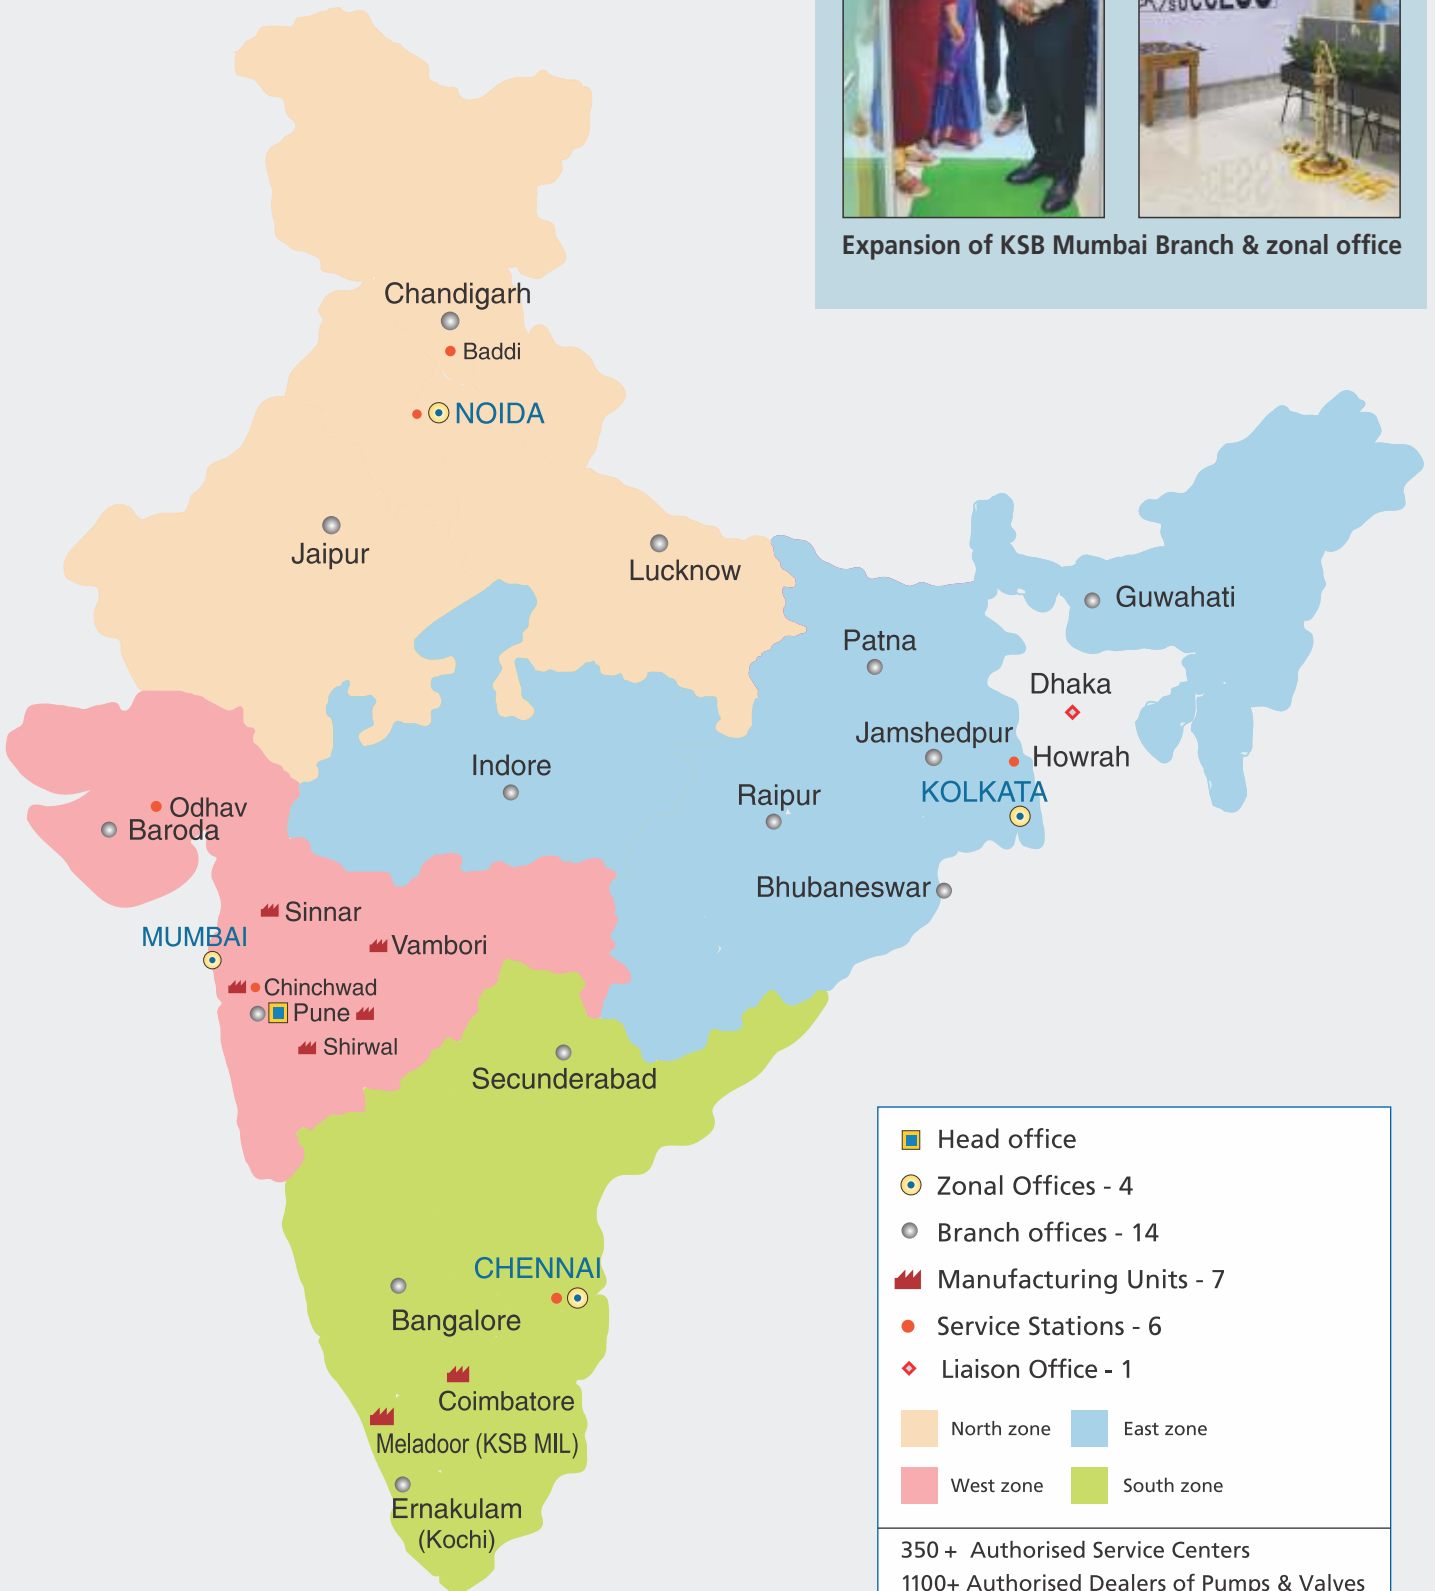 Expansion of KSB Mumbai Branch & zonal office
Chandigarh
Baddi
NOIDA
Jaipur
Lucknow
Guwahati
Patna
Dhaka
Jamshedpur
Howrah
Indore
KOLKATA
Raipur
Odhav
Baroda
Bhubaneswar
Sinnar
MUMBAI
Vambori
Chinchwad
Pune
Shirwal
Secunderabad
CHENNAI
Bangalore
Coimbatore
Meladoor (KSB MIL)
Ernakulam
(Kochi)
Head office
Zonal Offices - 4
Branch offices - 14
Manufacturing Units - 7
Service Stations - 6
Liaison Office - 1
North zone
East zone
West zone
South zone
350 + Authorised Service Centers
1100+ Authorised Dealers of Pumps & Valves